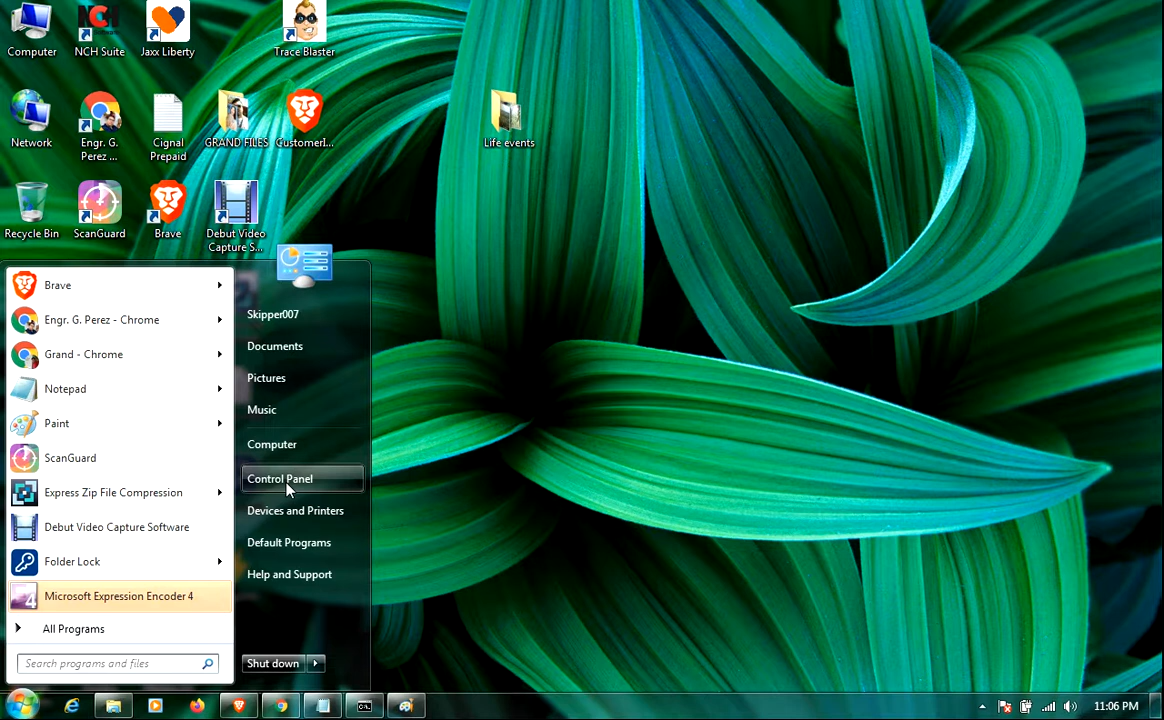 Computer
NCH Suite
Jaxx Liberty
Trace Blaster
Network
Engr. G.
Perez ...
Cignal
Prepaid
GRAND FILES
CustomerI...
Life events
Recycle Bin
ScanGuard
Brave
Debut Video
Capture S...
Brave
Engr. G. Perez - Chrome
Grand - Chrome
Notepad
Paint
ScanGuard
Express Zip File Compression
Debut Video Capture Software
Folder Lock
Microsoft Expression Encoder 4
All Programs
Search programs and files
Skipper007
Documents
Pictures
Music
Computer
Control Panel
Devices and Printers
Default Programs
Help and Support
Shut down
11:06 PM